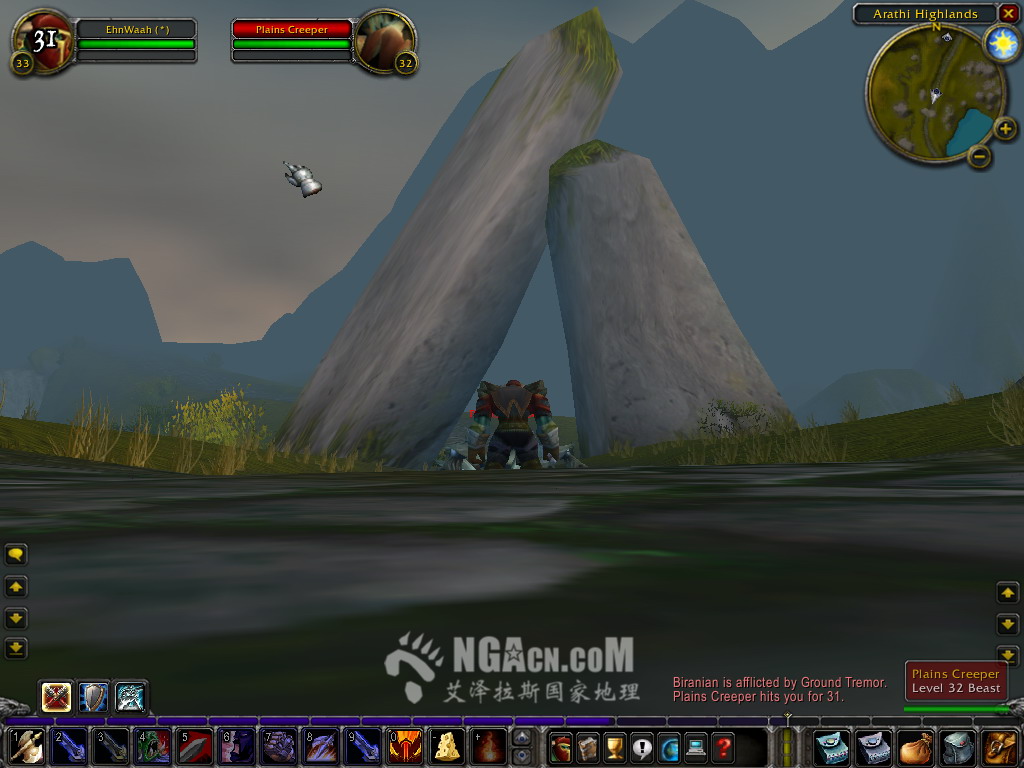 EhnWaah (*)
31
33
Plains Creeper
32
Arathi Highlands
N
NGACN.COM
艾泽拉斯国家地理
Biranian is afflicted by Ground Tremor.
Plains Creeper hits you for 31.
Plains Creeper
Level 32 Beast
1 2 3 4 5 6 7 8 9 0 - +